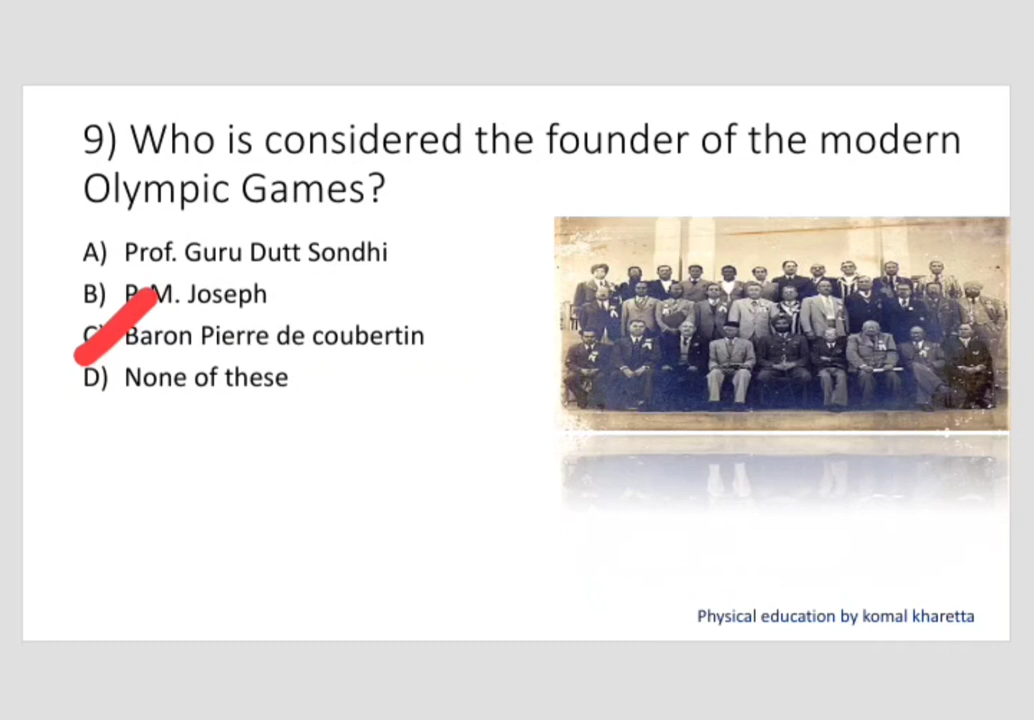 9) Who is considered the founder of the modern
Olympic Games?
A) Prof. Guru Dutt Sondhi
B) P.M. Joseph
C) Baron Pierre de coubertin
D) None of these
Physical education by komal kharetta